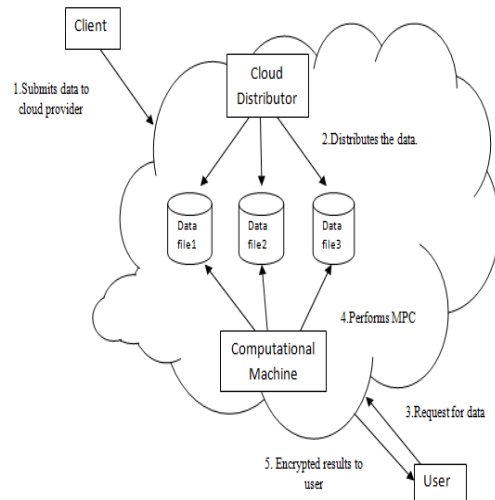 Client
1.Submits data to
cloud provider
Cloud
Distributor
2.Distributes the data.
Data
file1
Data
file2
Data
file3
4.Performs MPC
Computational
Machine
3.Request for data
5. Encrypted results to
user
User